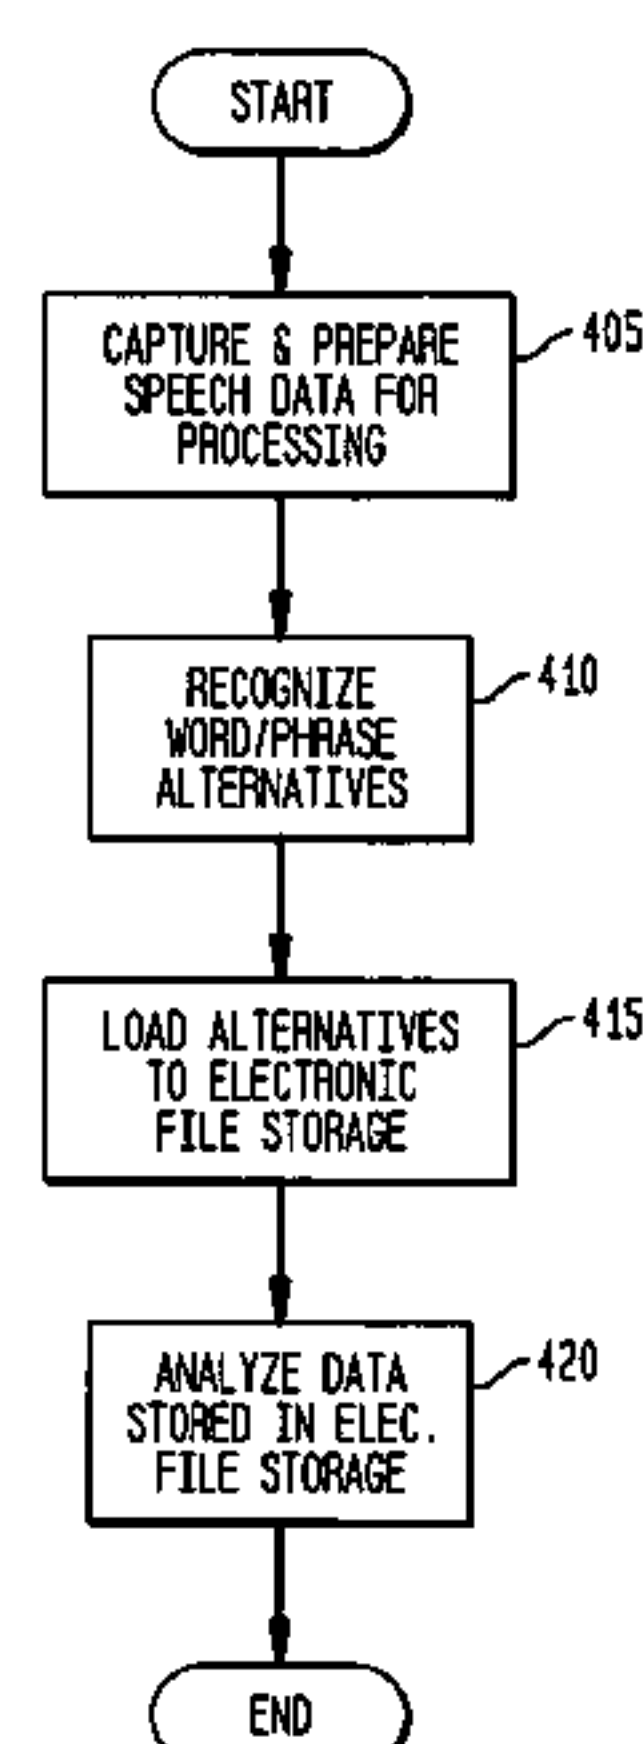 START
CAPTURE & PREPARE
SPEECH DATA FOR
PROCESSING
405
RECOGNIZE
WORD/PHRASE
ALTERNATIVES
410
LOAD ALTERNATIVES
TO ELECTRONIC
FILE STORAGE
415
ANALYZE DATA
STORED IN ELEC.
FILE STORAGE
420
END